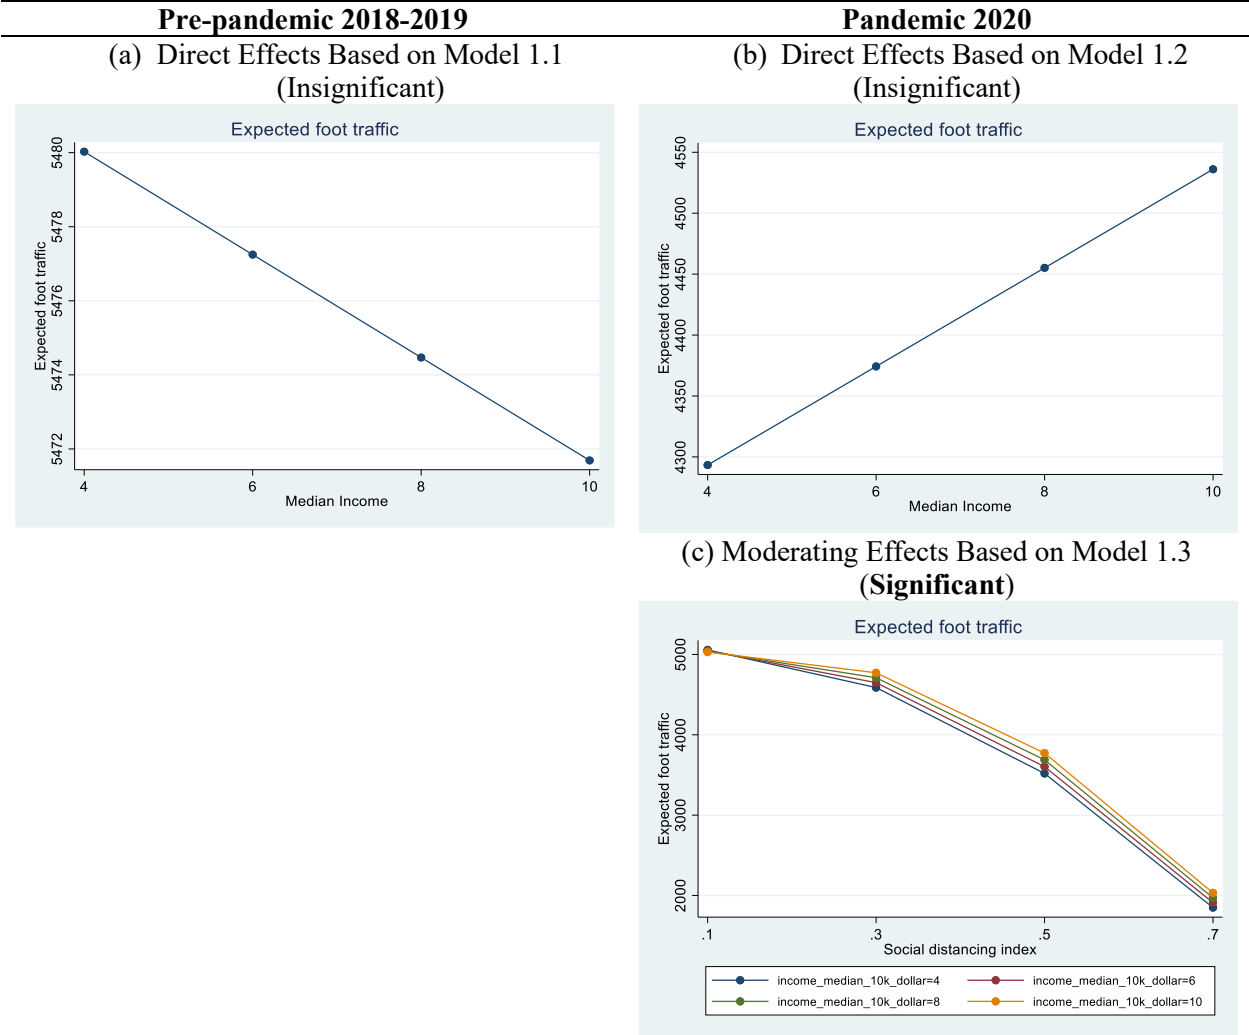 Pre-pandemic 2018-2019
Pandemic 2020
(a) Direct Effects Based on Model 1.1
(Insignificant)
Expected foot traffic
Expected foot traffic
5480
5478
5476
5474
5472
4 6 8 10
Median Income
(b) Direct Effects Based on Model 1.2
(Insignificant)
Expected foot traffic
Expected foot traffic
4550
4500
4450
4400
4350
4300
4 6 8 10
Median Income
(c) Moderating Effects Based on Model 1.3
(Significant)
Expected foot traffic
Expected foot traffic
5000
4000
3000
2000
.1 .3 .5 .7
Social distancing index
income_median_10k_dollar=4 income_median_10k_dollar=6
income_median_10k_dollar=8 income_median_10k_dollar=10